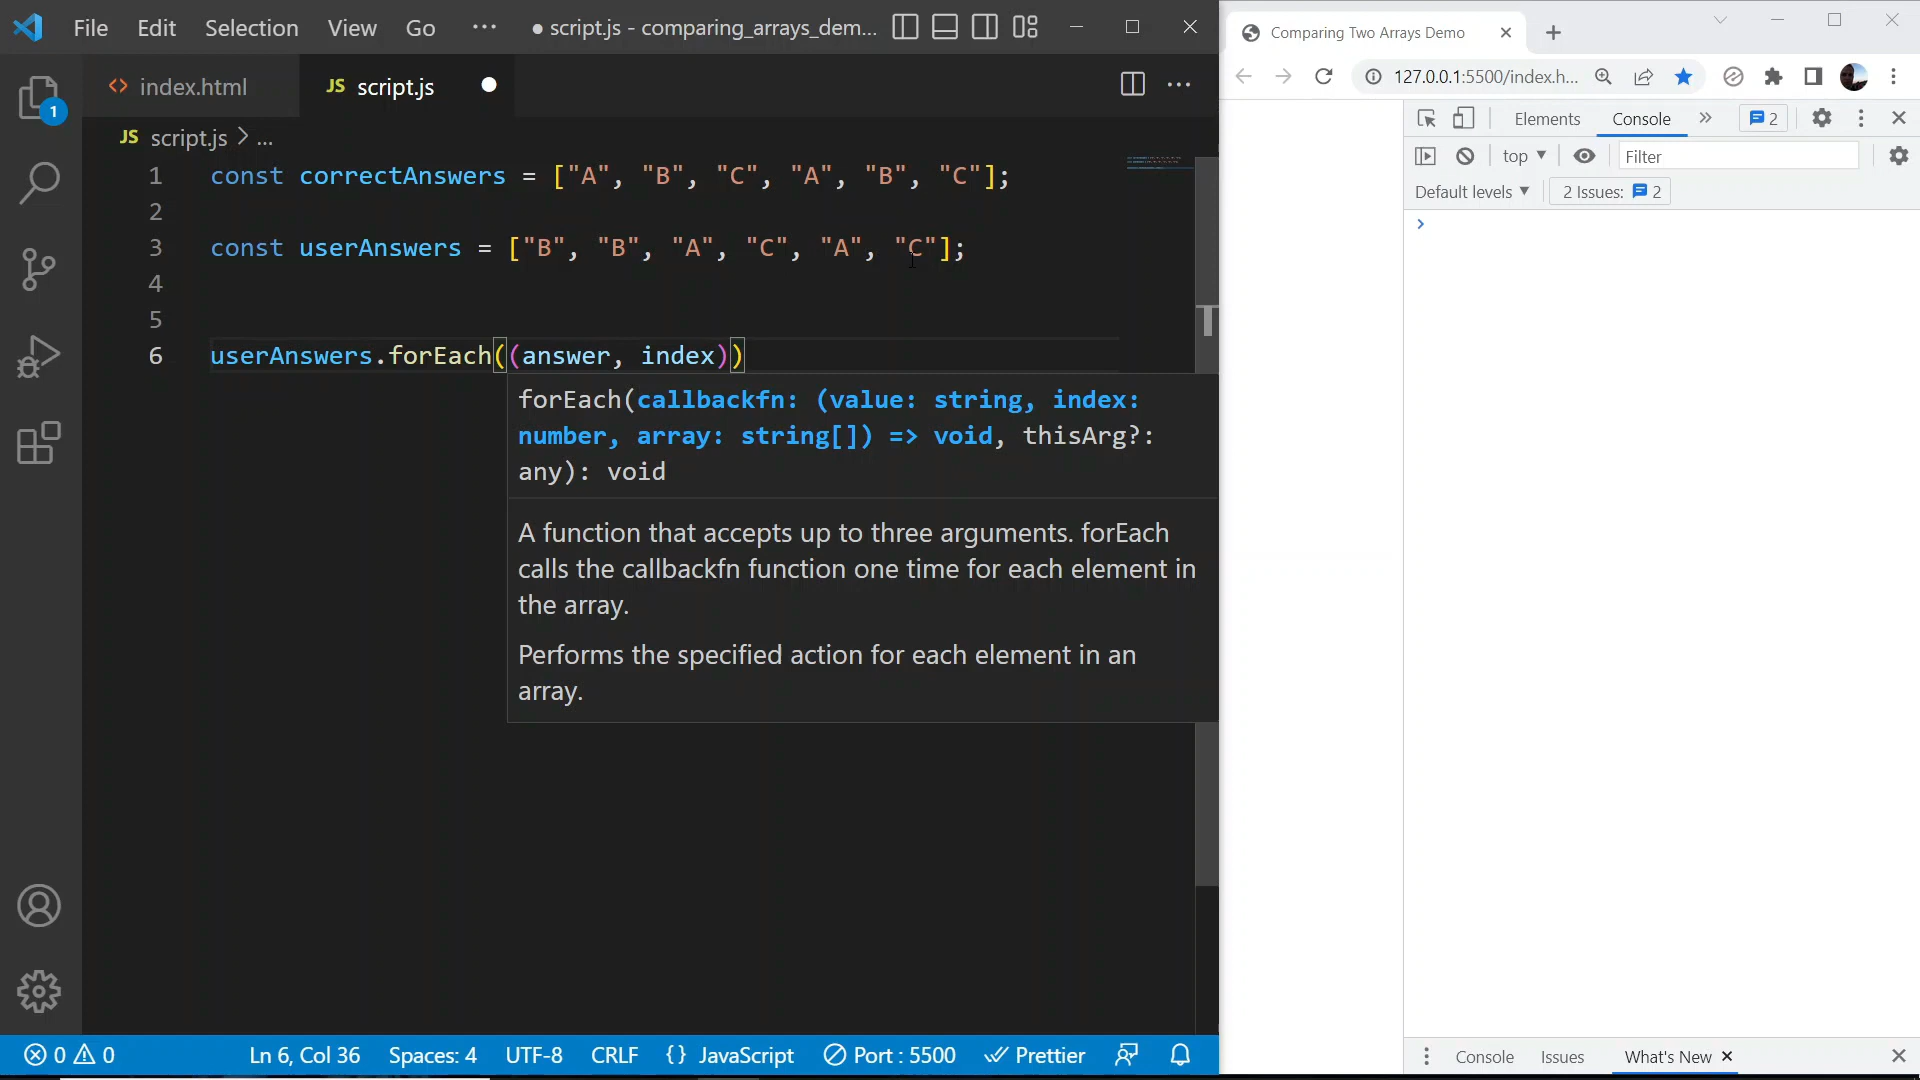 File Edit Selection View Go ··· ● script.js - comparing_arrays_dem...
index.html JS script.js ●
JS script.js > ...
1 const correctAnswers = ["A", "B", "C", "A", "B", "C"];
2
3 const userAnswers = ["B", "B", "A", "C", "A", "C"];
4
5
6 userAnswers.forEach((answer, index))
forEach(callbackfn: (value: string, index:
number, array: string[]) => void, thisArg?:
any): void
A function that accepts up to three arguments. forEach
calls the callbackfn function one time for each element in
the array.
Performs the specified action for each element in an
array.
1
0 0 Ln 6, Col 36 Spaces: 4 UTF-8 CRLF {} JavaScript Port : 5500 Prettier
Comparing Two Arrays Demo
127.0.0.1:5500/index.h...
Elements Console » 2
top ▼ Filter
Default levels ▼ 2 Issues: 2
>
Console Issues What's New